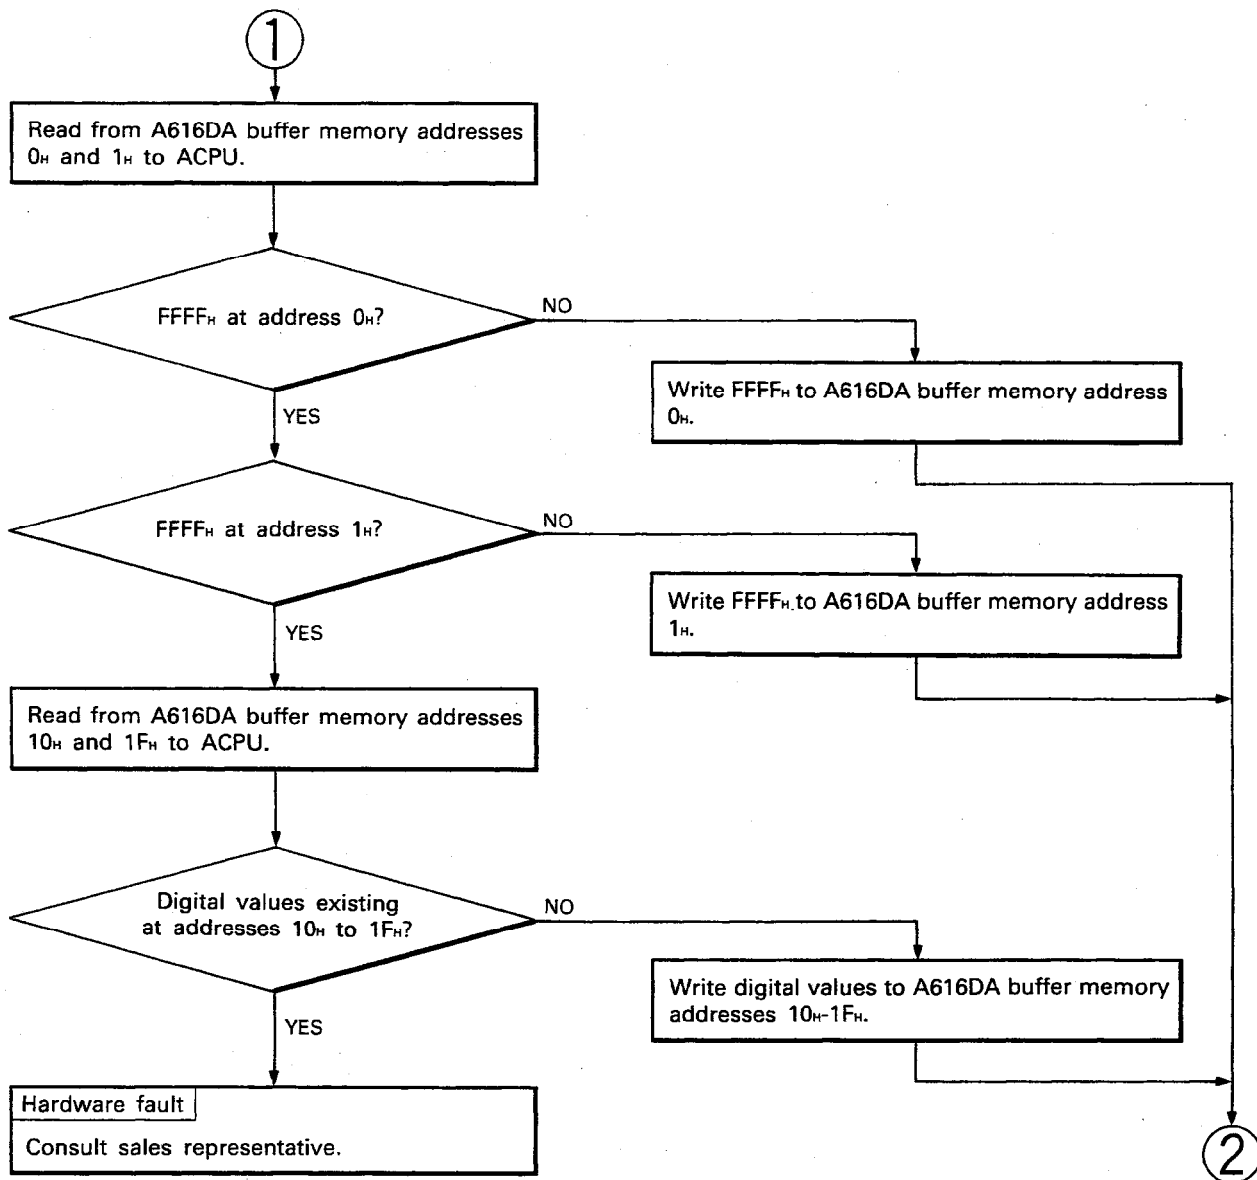 1
Read from A616DA buffer memory addresses
0H and 1H to ACPU.
FFFFH at address 0H?
NO
Write FFFFH to A616DA buffer memory address
0H.
YES
FFFFH at address 1H?
NO
Write FFFFH to A616DA buffer memory address
1H.
YES
Read from A616DA buffer memory addresses
10H and 1FH to ACPU.
Digital values existing
at addresses 10H to 1FH?
NO
Write digital values to A616DA buffer memory
addresses 10H-1FH.
YES
Hardware fault
Consult sales representative.
2